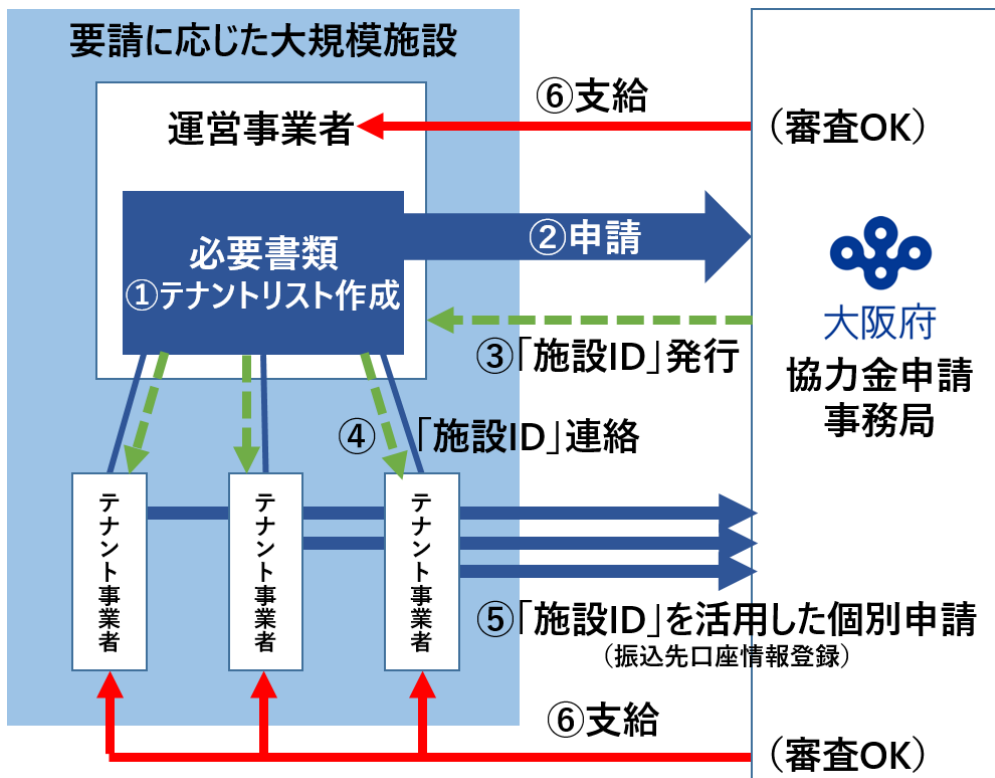 要請に応じた大規模施設
⑥支給
運営事業者
(審査OK)
必要書類
①テナントリスト作成
②申請
大阪府
③「施設ID」発行
協力金申請
事務局
④ 「施設ID」連絡
テナント事業者
テナント事業者
テナント事業者
⑤「施設ID」を活用した個別申請
(振込先口座情報登録)
⑥支給
(審査OK)